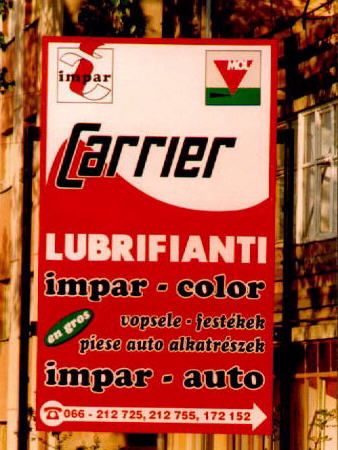 impar
MOL
Carrier
LUBRIFIANTI
impar - color
en gros
vopsele - festékek
piese auto alkatrészek
impar - auto
066 - 212 725, 212 755, 172 152